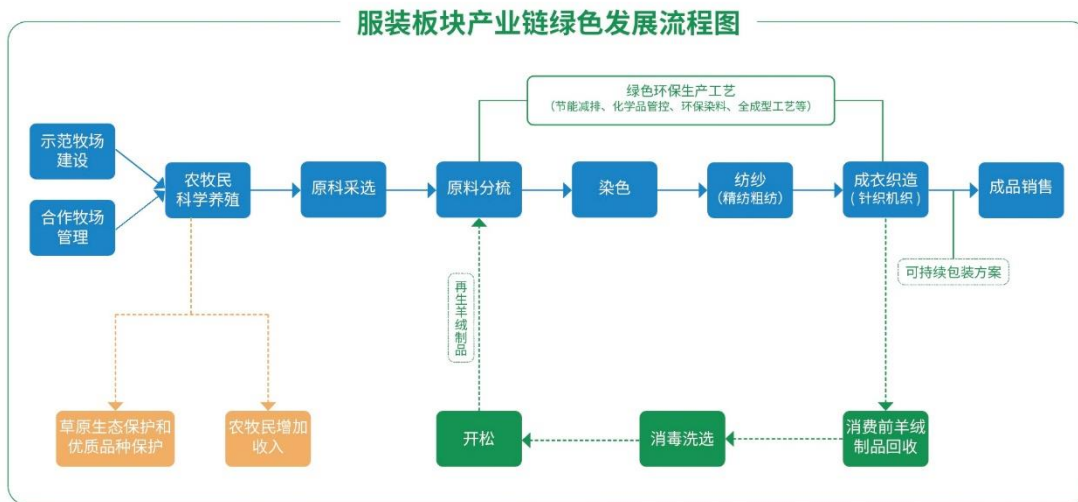 服装板块产业链绿色发展流程图
绿色环保生产工艺
（节能减排、化学品管控、环保染料、全成型工艺等）
示范牧场
建设
合作牧场
管理
农牧民
科学养殖
原科采选
原料分梳
染色
纺纱
（精纺粗纺）
成衣织造
( 针织机织 )
成品销售
可持续包装方案
再生羊绒制品
草原生态保护和
优质品种保护
农牧民增加
收入
开松
消毒洗选
消费前羊绒
制品回收